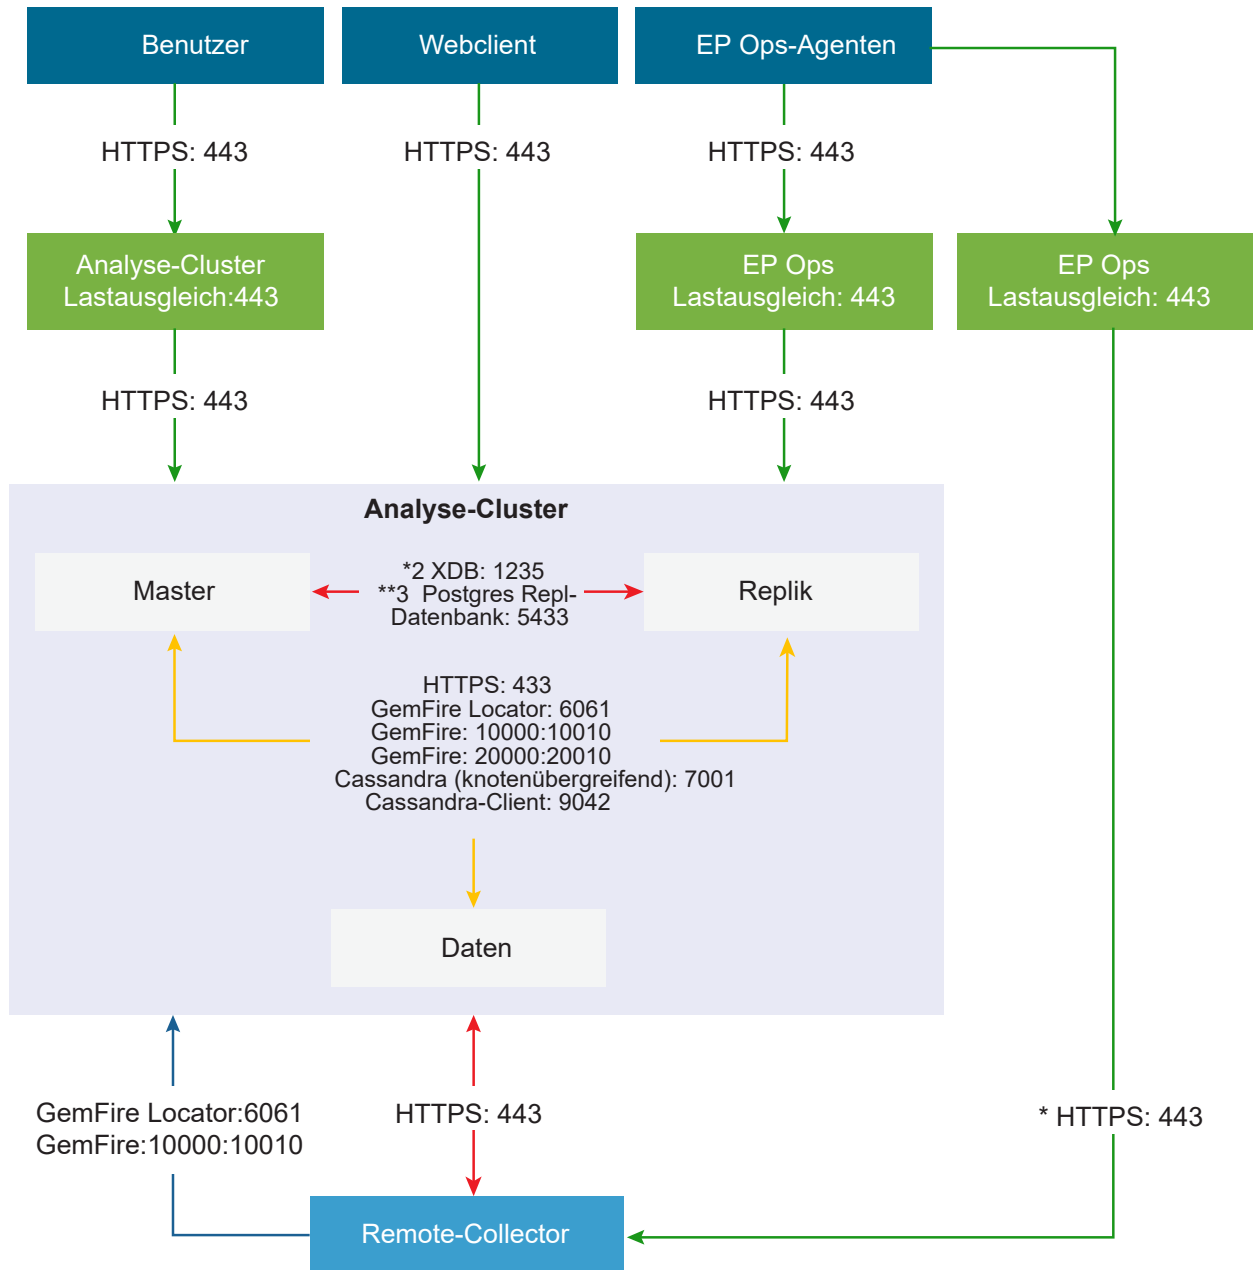 Benutzer
Webclient
EP Ops-Agenten
HTTPS: 443
HTTPS: 443
HTTPS: 443
Analyse-Cluster
Lastausgleich:443
EP Ops
Lastausgleich: 443
EP Ops
Lastausgleich: 443
HTTPS: 443
HTTPS: 443
Analyse-Cluster
Master
*2 XDB: 1235
**3 Postgres Repl-
Datenbank: 5433
Replik
HTTPS: 433
GemFire Locator: 6061
GemFire: 10000:10010
GemFire: 20000:20010
Cassandra (knotenübergreifend): 7001
Cassandra-Client: 9042
Daten
GemFire Locator:6061
GemFire:10000:10010
HTTPS: 443
* HTTPS: 443
Remote-Collector